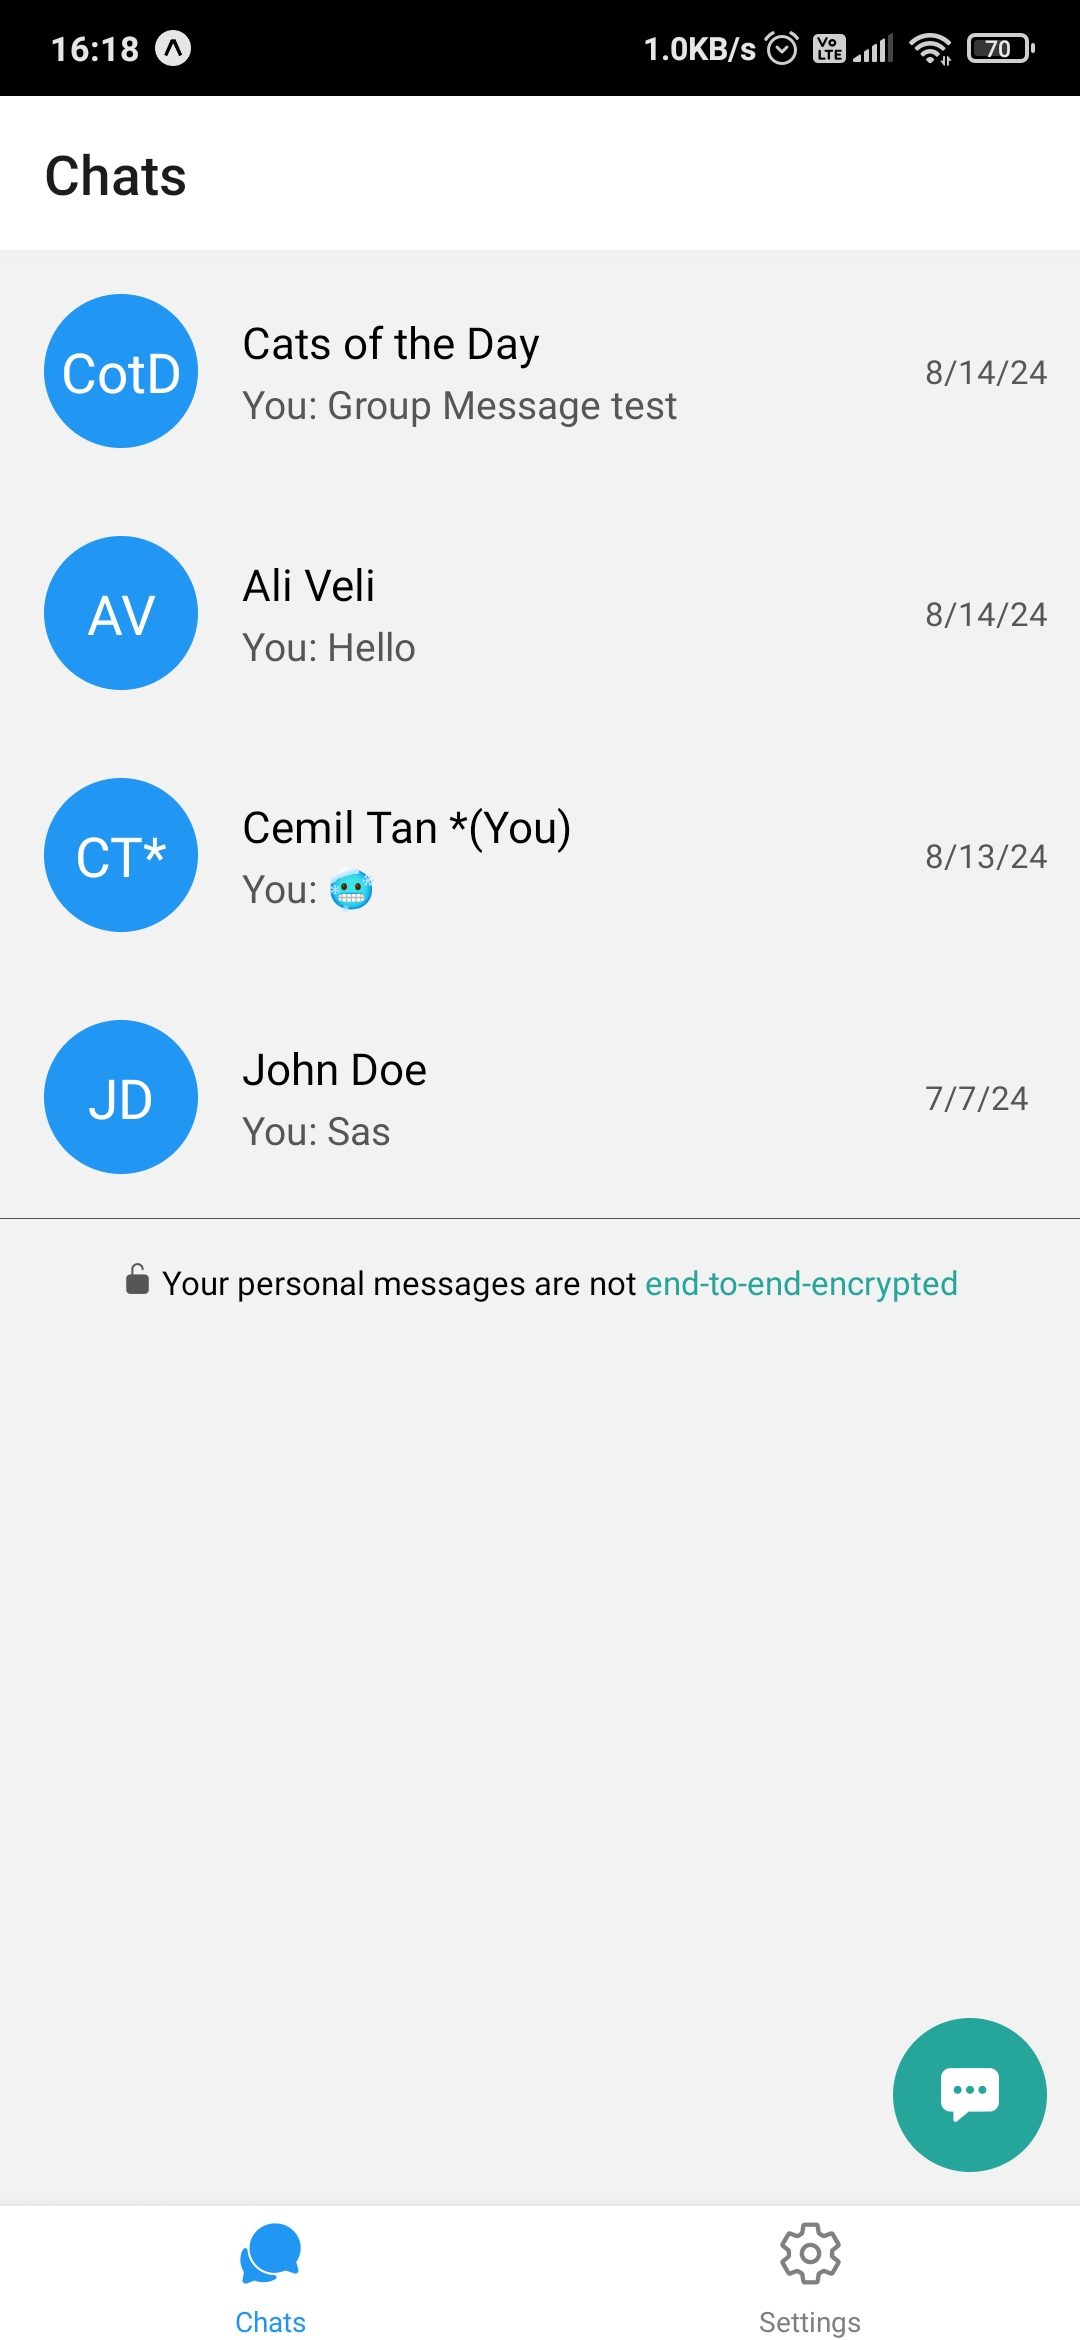 16:18 1.0KB/s Vo LTE 70
Chats
CotD
Cats of the Day
You: Group Message test
8/14/24
AV
Ali Veli
You: Hello
8/14/24
CT*
Cemil Tan *(You)
You: 🥶
8/13/24
JD
John Doe
You: Sas
7/7/24
Your personal messages are not end-to-end-encrypted
Chats
Settings